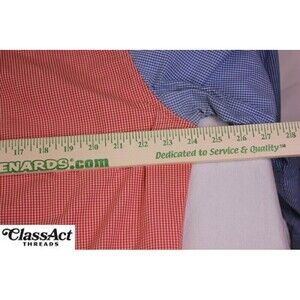 17 18 19 20 21 22 23 24 25 26 27 28
ENARDS.com Dedicated to Service & Quality™
ClassAct
THREADS